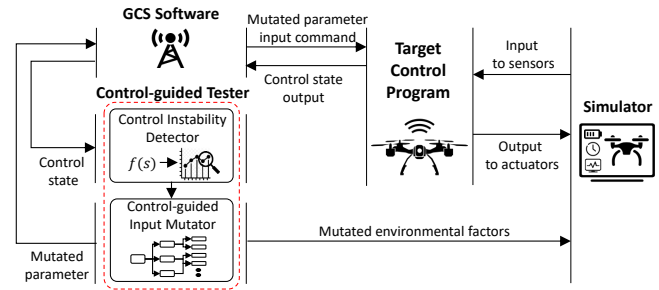 GCS Software
Mutated parameter
input command
Control state
output
Target
Control
Program
Input
to sensors
Output
to actuators
Simulator
Control-guided Tester
Control Instability
Detector
f(s)
Control
state
Control-guided
Input Mutator
Mutated
parameter
Mutated environmental factors